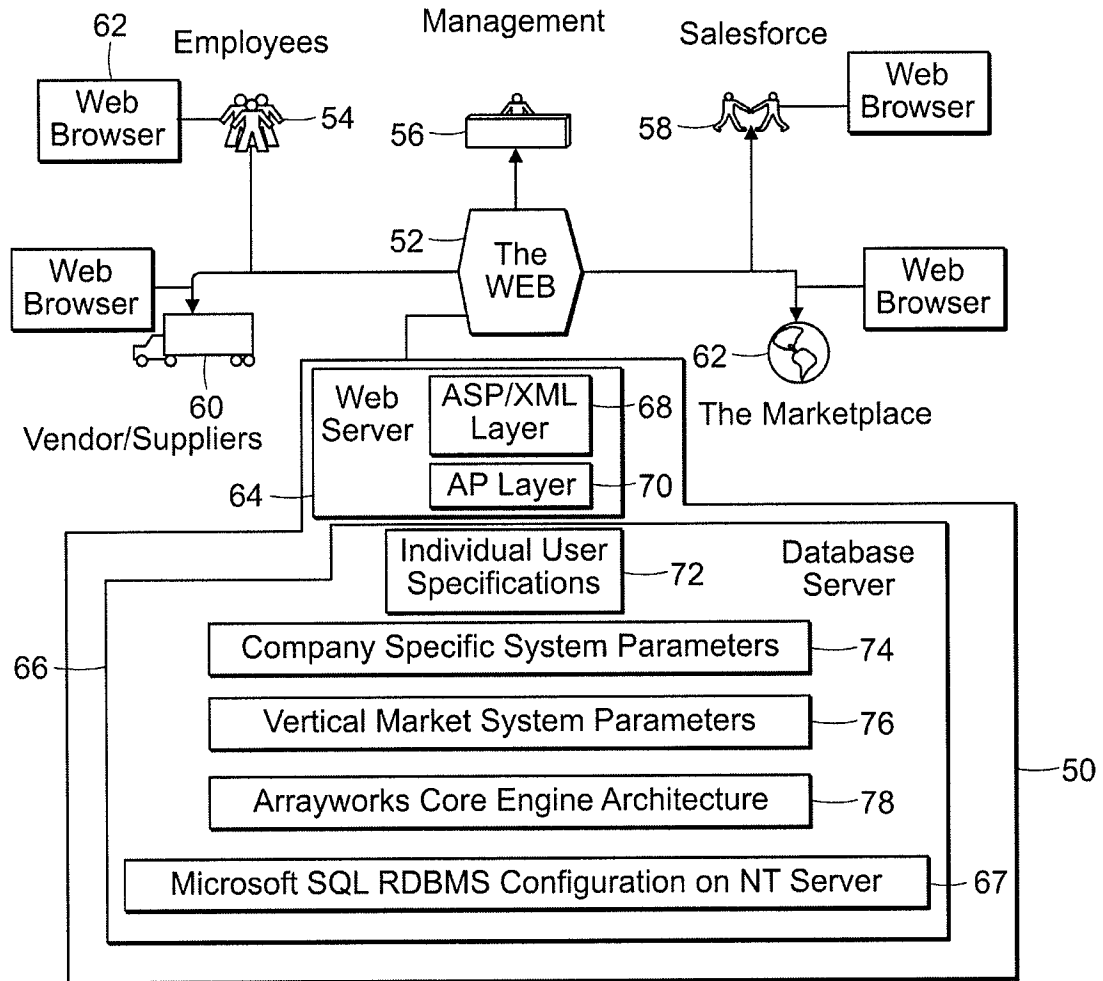 62
Employees
Management
Salesforce
Web
Browser
54
56
58
Web
Browser
52
The
WEB
Web
Browser
Web
Browser
60
Vendor/Suppliers
62
The Marketplace
Web
Server
ASP/XML
Layer
68
AP Layer
70
64
Individual User
Specifications
72
Database
Server
66
Company Specific System Parameters
74
Vertical Market System Parameters
76
50
Arrayworks Core Engine Architecture
78
Microsoft SQL RDBMS Configuration on NT Server
67